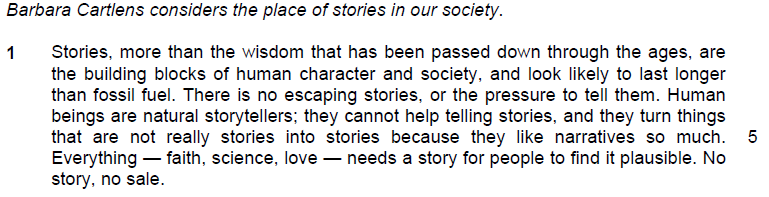 Barbara Cartlens considers the place of stories in our society.
1 Stories, more than the wisdom that has been passed down through the ages, are
the building blocks of human character and society, and look likely to last longer
than fossil fuel. There is no escaping stories, or the pressure to tell them. Human
beings are natural storytellers; they cannot help telling stories, and they turn things
that are not really stories into stories because they like narratives so much. 5
Everything — faith, science, love — needs a story for people to find it plausible. No
story, no sale.